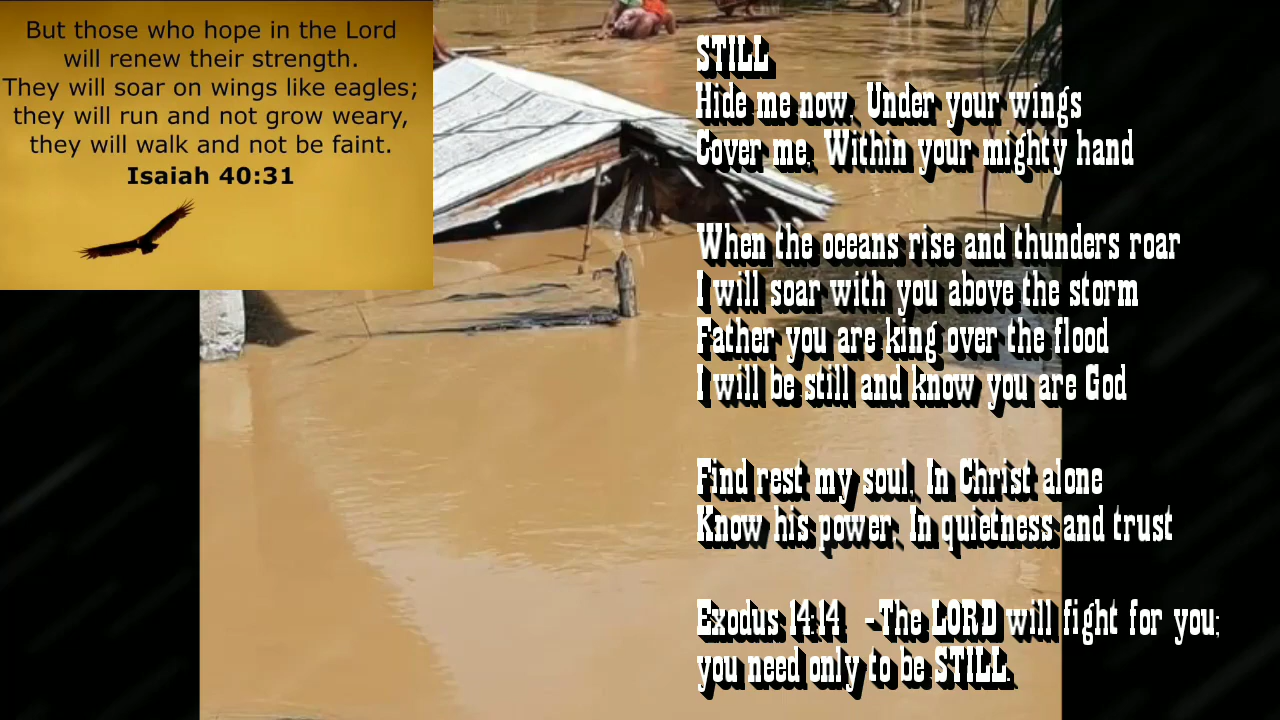 But those who hope in the Lord
will renew their strength.
They will soar on wings like eagles;
they will run and not grow weary,
they will walk and not be faint.
Isaiah 40:31
STILL
Hide me now, Under your wings
Cover me, Within your mighty hand
When the oceans rise and thunders roar
I will soar with you above the storm
Father you are king over the flood
I will be still and know you are God
Find rest my soul, In Christ alone
Know his power, In quietness and trust
Exodus 14:14 -The LORD will fight for you;
you need only to be STILL.